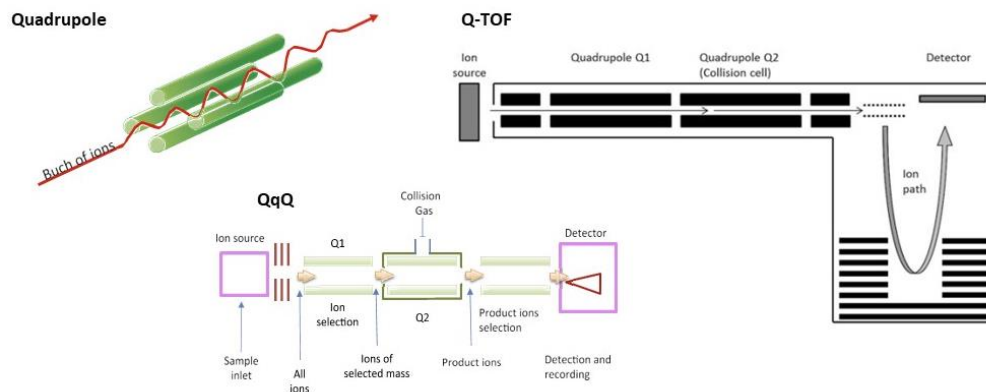 Quadrupole
Buch of ions
Q-TOF
Ion
source
Quadrupole Q1
Quadrupole Q2
(Collision cell)
Detector
Ion
path
QqQ
Collision
Gas
Ion source
Q1
Detector
Ion
selection
Q2
Product ions
selection
Sample
inlet
All
ions
Ions of
selected mass
Product ions
Detection and
recording